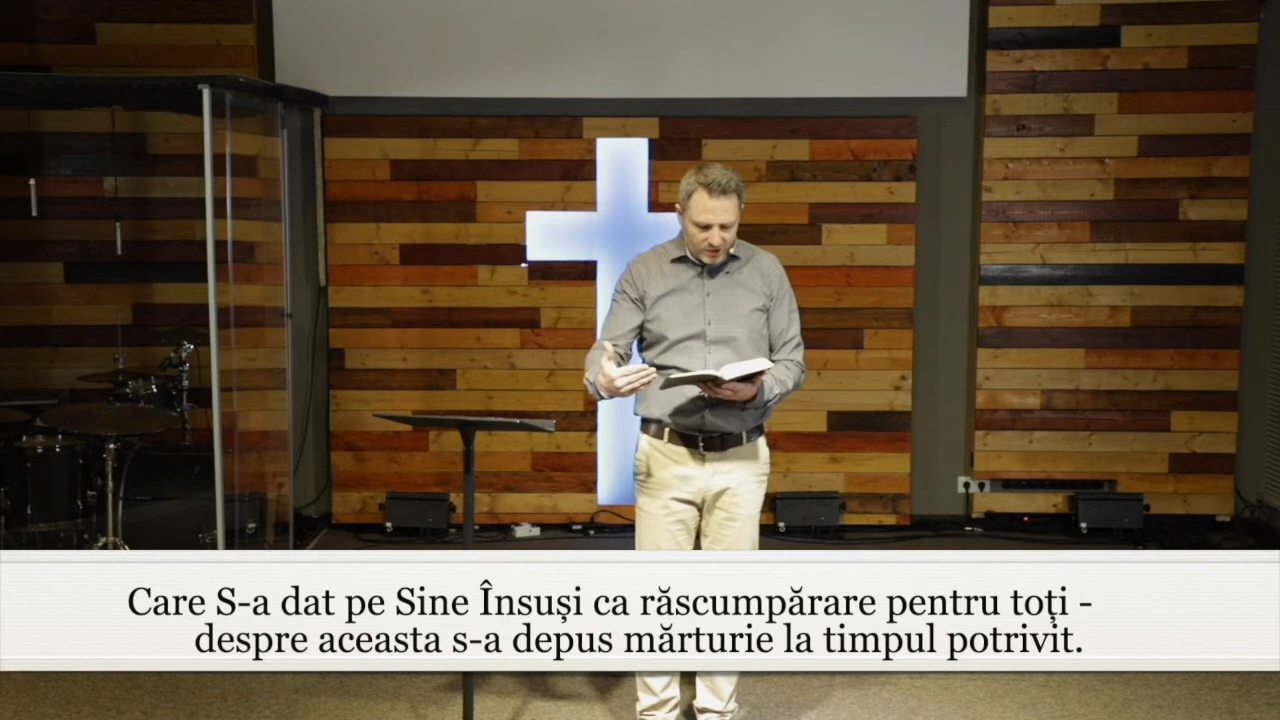 Care S-a dat pe Sine Însuși ca răscumpărare pentru toți -
despre aceasta s-a depus mărturie la timpul potrivit.